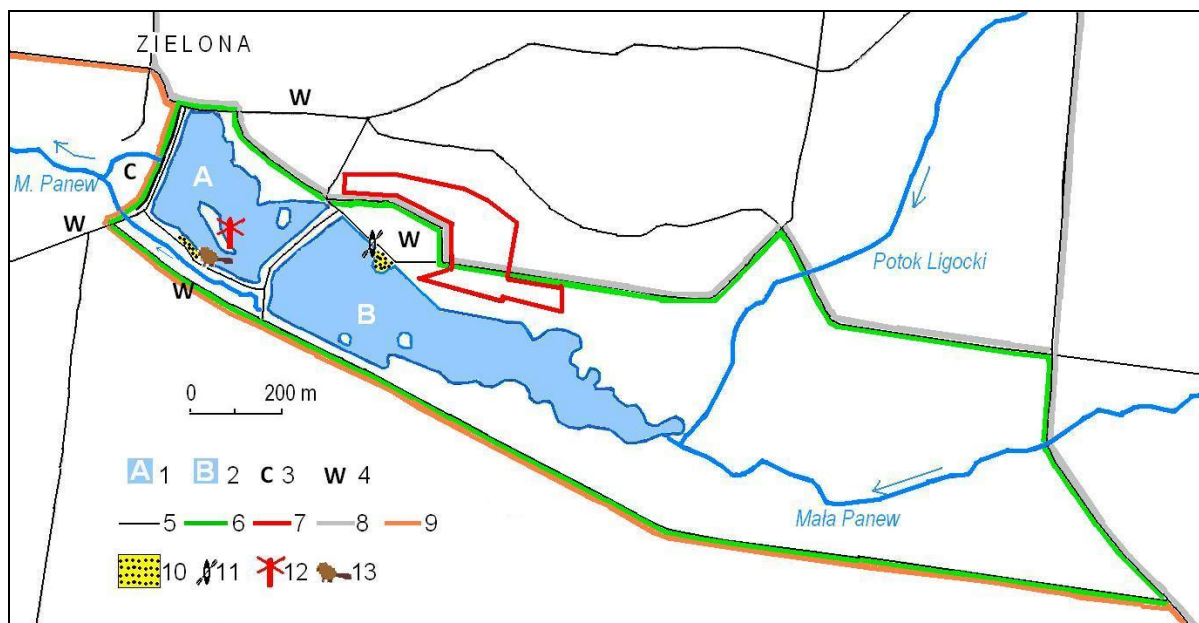 ZIELONA
W
A
M. Panew
C
W
W
W
B
Potok Ligocki
Mała Panew
0 200 m
A 1 B 2 C 3 W 4
5 6 7 8 9
10 11 12 13